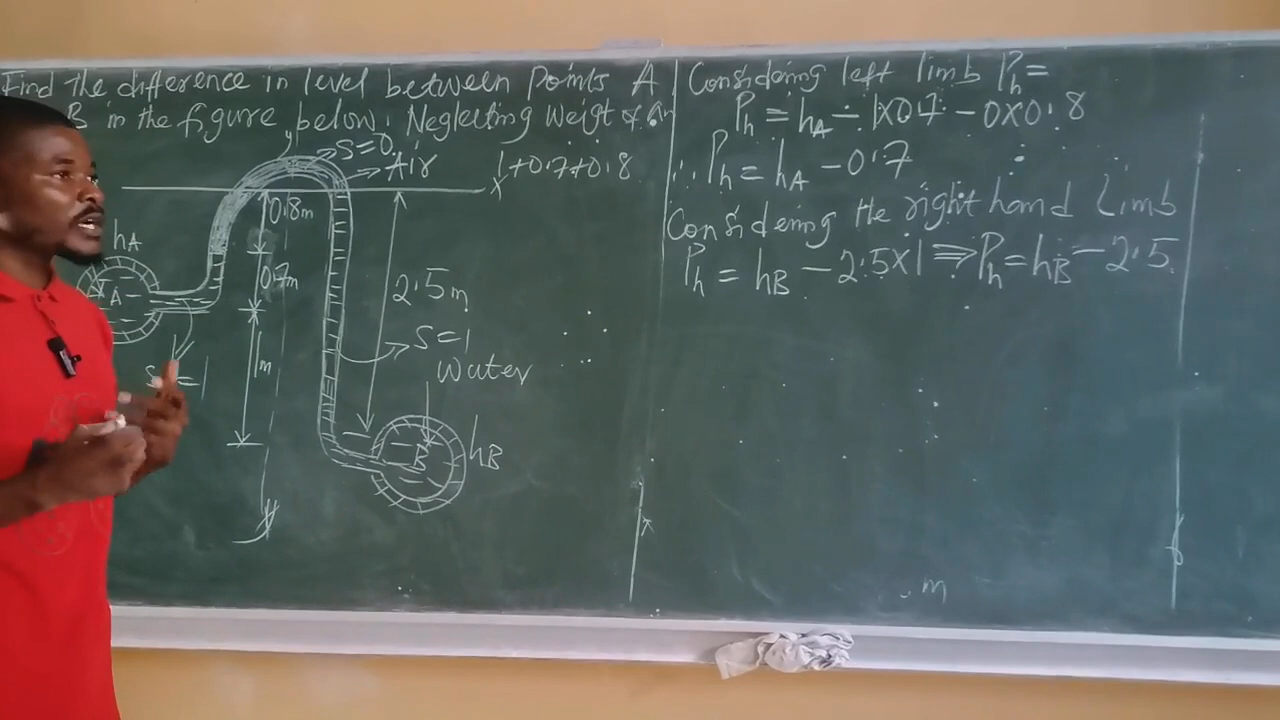 Find the difference in level between points A
B in the figure below. Neglecting Weigt of Air
S=0
Air
X
1+0.7+0.8
0.8m
hA
A
0.7m
2.5m
S=1
Water
1m
S=1
B
hB
Considering left limb Ph=
Ph = hA - 1x0.7 - 0x0.8
∴ Ph = hA - 0.7
Considering the right hand Limb
Ph = hB - 2.5x1 ⇒ Ph = hB - 2.5
m